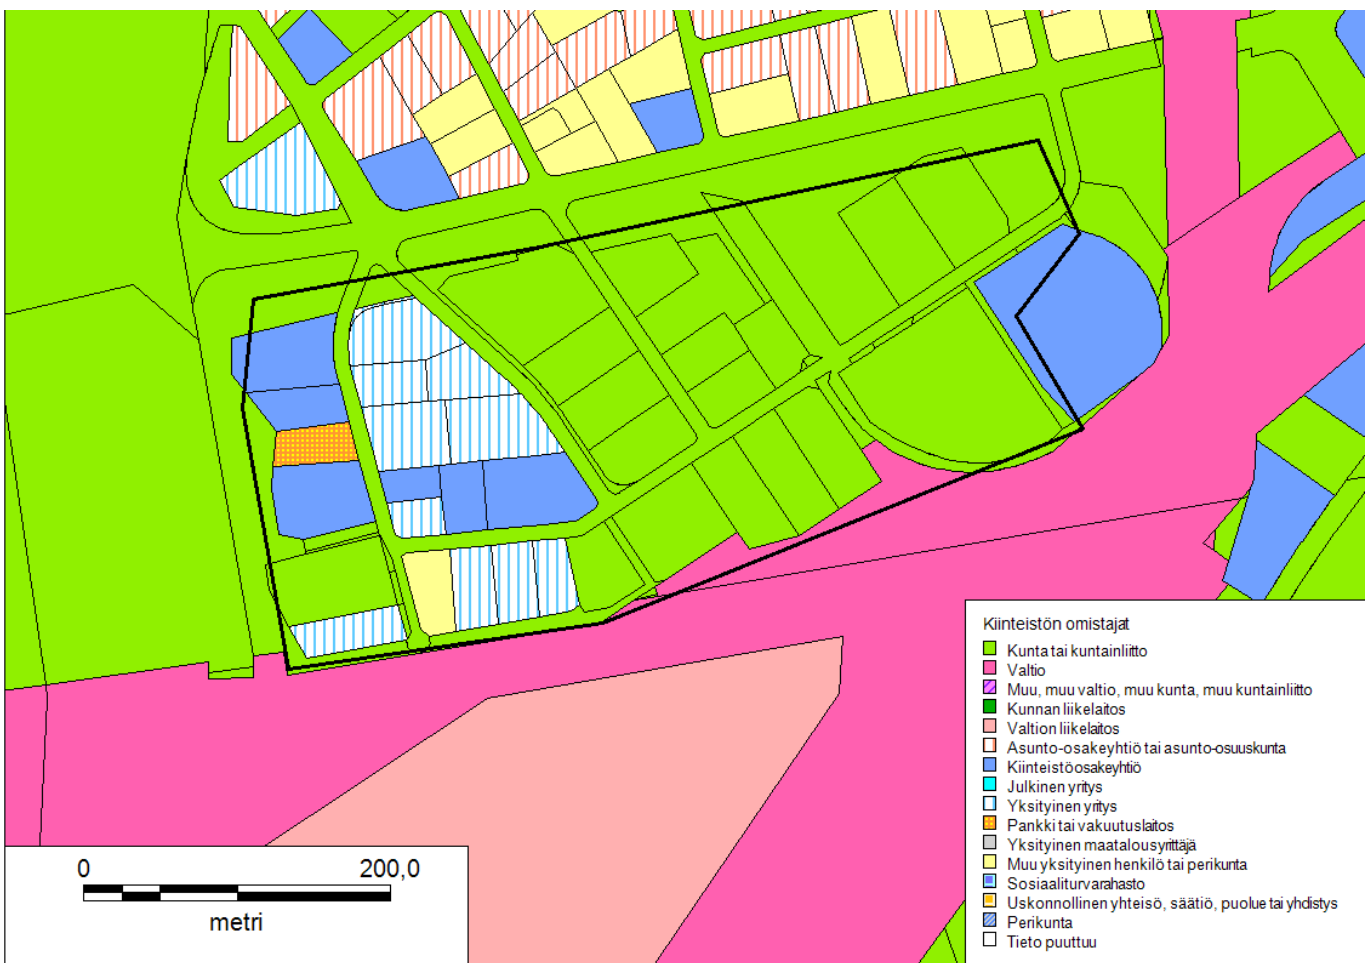 Kiinteistön omistajat
Kunta tai kuntainliitto
Valtio
Muu, muu valtio, muu kunta, muu kuntainliitto
Kunnan liikelaitos
Valtion liikelaitos
Asunto-osakeyhtiö tai asunto-osuuskunta
Kiinteistöosakeyhtiö
Julkinen yritys
Yksityinen yritys
Pankki tai vakuutuslaitos
Yksityinen maatalousyrittäjä
Muu yksityinen henkilö tai perikunta
Sosiaaliturvarahasto
Uskonnollinen yhteisö, säätiö, puolue tai yhdistys
Perikunta
Tieto puuttuu
0 200,0
metri